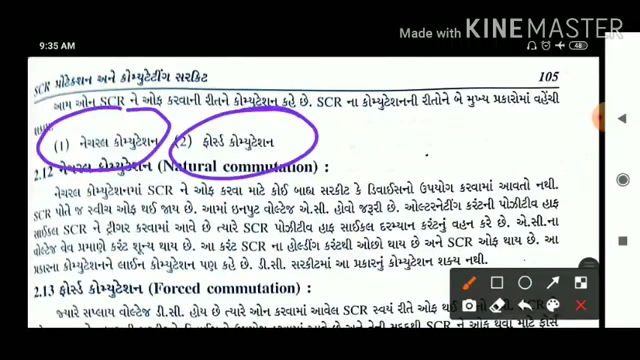 9:35 AM
48
Made with KINEMASTER
SCR પ્રોટેકશન અને કોમ્યુટેટીંગ સરકિટ
105
આમ ઓન SCR ને ઓફ કરવાની રીતને કોમ્યુટેશન કહે છે. SCR ના કોમ્યુટેશનની રીતોને બે મુખ્ય પ્રકારોમાં વહેંચી
(1) નેચરલ કોમ્યુટેશન (2) ફોર્સ્ડ કોમ્યુટેશન
2.12 નેચરલ કોમ્યુટેશન (Natural commutation) :
નેચરલ કોમ્યુટેશનમાં SCR ને ઓફ કરવા માટે કોઈ બાહ્ય સરકીટ કે ડિવાઈસનો ઉપયોગ કરવામાં આવતો નથી.
SCR પોતે જ સ્વીચ ઓફ થઈ જાય છે. આમાં ઇનપુટ વોલ્ટેજ એ.સી. હોવો જરૂરી છે. ઓલ્ટરનેટીંગ કરંટની પોઝીટીવ હાફ
સાઈકલ SCR ને ટ્રીગર કરવામાં આવે છે ત્યારે SCR પોઝીટીવ હાફ સાઈકલ દરમ્યાન કરંટનું વહન કરે છે. એ.સી.ના
વોલ્ટેજ વેવ પ્રમાણે કરંટ શૂન્ય થાય છે. આ કરંટ SCR ના હોલ્ડીંગ કરંટથી ઓછો થાય છે અને SCR ઓફ થાય છે. આ
પ્રકારના કોમ્યુટેશનને લાઈન કોમ્યુટેશન પણ કહે છે. ડી.સી. સરકીટમાં આ પ્રકારનું કોમ્યુટેશન શક્ય નથી.
2.13 ફોર્સ્ડ કોમ્યુટેશન (Forced commutation) :
જ્યારે સપ્લાય વોલ્ટેજ ડી.સી. હોય છે ત્યારે ઓન કરવામાં આવેલ SCR સ્વયં રીતે ઓફ થઈ